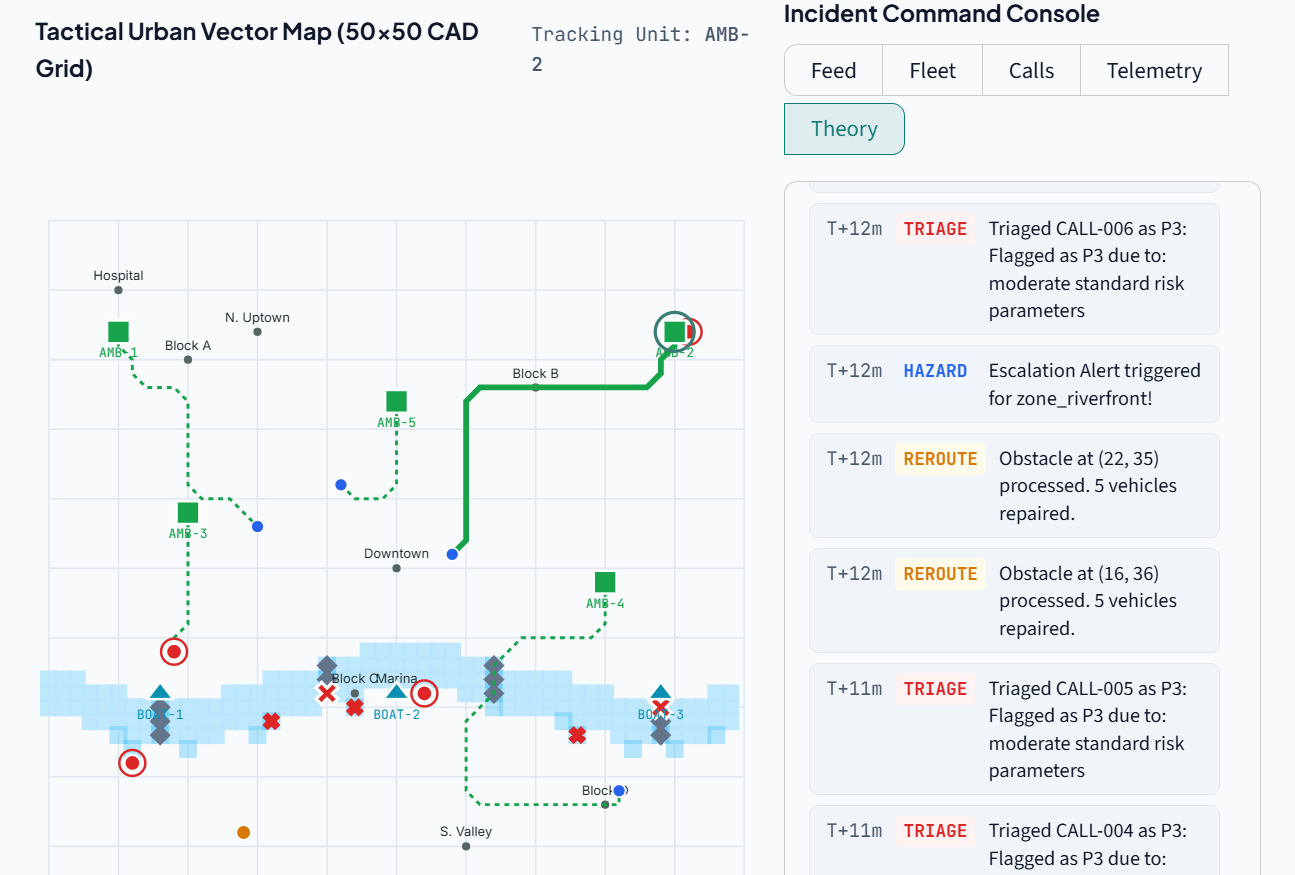 Tactical Urban Vector Map (50×50 CAD
Grid)
Tracking Unit: AMB-
2
Hospital
N. Uptown
AMB-1
Block A
AMB-2
Block B
AMB-5
AMB-3
Downtown
AMB-4
Block C
Marina
BOAT-1
BOAT-2
BOAT-3
Block D
S. Valley
Incident Command Console
Feed
Fleet
Calls
Telemetry
Theory
T+12m TRIAGE Triaged CALL-006 as P3:
Flagged as P3 due to:
moderate standard risk
parameters
T+12m HAZARD Escalation Alert triggered
for zone_riverfront!
T+12m REROUTE Obstacle at (22, 35)
processed. 5 vehicles
repaired.
T+12m REROUTE Obstacle at (16, 36)
processed. 5 vehicles
repaired.
T+11m TRIAGE Triaged CALL-005 as P3:
Flagged as P3 due to:
moderate standard risk
parameters
T+11m TRIAGE Triaged CALL-004 as P3:
Flagged as P3 due to: